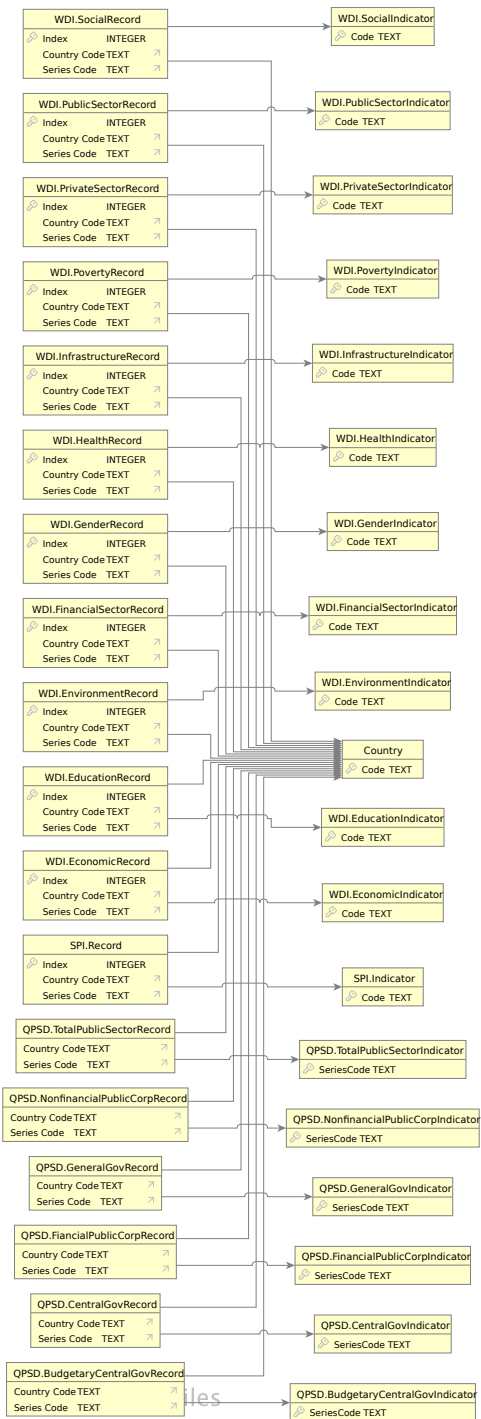 WDI.SocialRecord
Index INTEGER
Country Code TEXT
Series Code TEXT
WDI.SocialIndicator
Code TEXT
WDI.PublicSectorRecord
Index INTEGER
Country Code TEXT
Series Code TEXT
WDI.PublicSectorIndicator
Code TEXT
WDI.PrivateSectorRecord
Index INTEGER
Country Code TEXT
Series Code TEXT
WDI.PrivateSectorIndicator
Code TEXT
WDI.PovertyRecord
Index INTEGER
Country Code TEXT
Series Code TEXT
WDI.PovertyIndicator
Code TEXT
WDI.InfrastructureRecord
Index INTEGER
Country Code TEXT
Series Code TEXT
WDI.InfrastructureIndicator
Code TEXT
WDI.HealthRecord
Index INTEGER
Country Code TEXT
Series Code TEXT
WDI.HealthIndicator
Code TEXT
WDI.GenderRecord
Index INTEGER
Country Code TEXT
Series Code TEXT
WDI.GenderIndicator
Code TEXT
WDI.FinancialSectorRecord
Index INTEGER
Country Code TEXT
Series Code TEXT
WDI.FinancialSectorIndicator
Code TEXT
WDI.EnvironmentRecord
Index INTEGER
Country Code TEXT
Series Code TEXT
WDI.EnvironmentIndicator
Code TEXT
Country
Code TEXT
WDI.EducationRecord
Index INTEGER
Country Code TEXT
Series Code TEXT
WDI.EducationIndicator
Code TEXT
WDI.EconomicRecord
Index INTEGER
Country Code TEXT
Series Code TEXT
WDI.EconomicIndicator
Code TEXT
SPI.Record
Index INTEGER
Country Code TEXT
Series Code TEXT
SPI.Indicator
Code TEXT
QPSD.TotalPublicSectorRecord
Country Code TEXT
Series Code TEXT
QPSD.TotalPublicSectorIndicator
SeriesCode TEXT
QPSD.NonfinancialPublicCorpRecord
Country Code TEXT
Series Code TEXT
QPSD.NonfinancialPublicCorpIndicator
SeriesCode TEXT
QPSD.GeneralGovRecord
Country Code TEXT
Series Code TEXT
QPSD.GeneralGovIndicator
SeriesCode TEXT
QPSD.FiancialPublicCorpRecord
Country Code TEXT
Series Code TEXT
QPSD.FinancialPublicCorpIndicator
SeriesCode TEXT
QPSD.CentralGovRecord
Country Code TEXT
Series Code TEXT
QPSD.CentralGovIndicator
SeriesCode TEXT
QPSD.BudgetaryCentralGovRecord
Country Code TEXT
Series Code TEXT
QPSD.BudgetaryCentralGovIndicator
SeriesCode TEXT